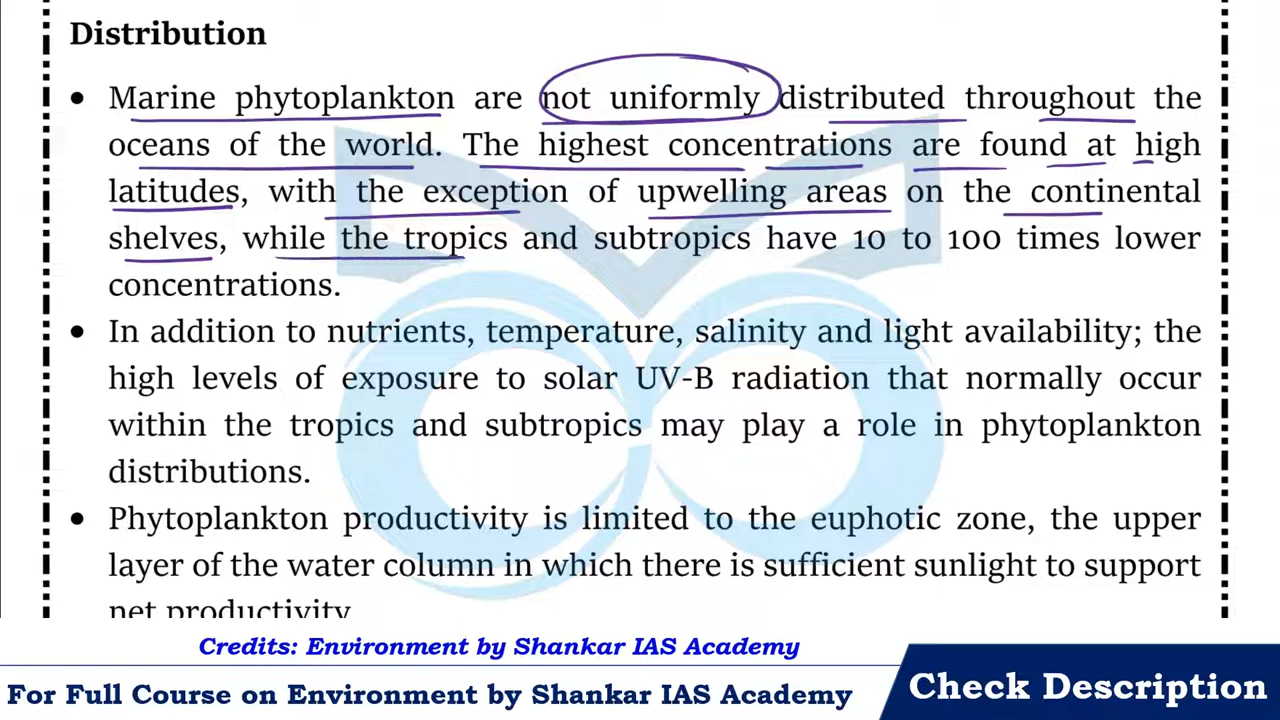 Distribution
• Marine phytoplankton are not uniformly distributed throughout the
oceans of the world. The highest concentrations are found at high
latitudes, with the exception of upwelling areas on the continental
shelves, while the tropics and subtropics have 10 to 100 times lower
concentrations.
• In addition to nutrients, temperature, salinity and light availability; the
high levels of exposure to solar UV-B radiation that normally occur
within the tropics and subtropics may play a role in phytoplankton
distributions.
• Phytoplankton productivity is limited to the euphotic zone, the upper
layer of the water column in which there is sufficient sunlight to support
net productivity
Credits: Environment by Shankar IAS Academy
For Full Course on Environment by Shankar IAS Academy
Check Description